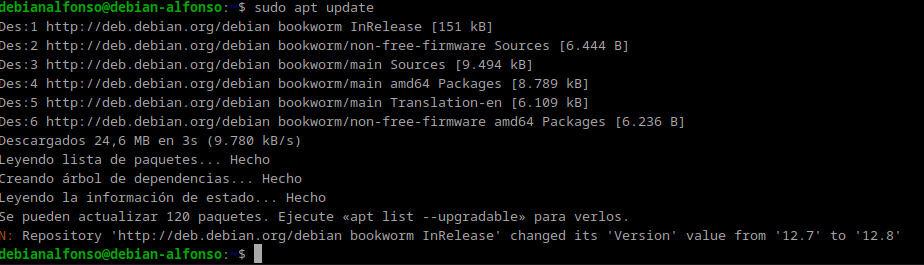 debianalfonso@debian-alfonso:~$ sudo apt update
Des:1 http://deb.debian.org/debian bookworm InRelease [151 kB]
Des:2 http://deb.debian.org/debian bookworm/non-free-firmware Sources [6.444 B]
Des:3 http://deb.debian.org/debian bookworm/main Sources [9.494 kB]
Des:4 http://deb.debian.org/debian bookworm/main amd64 Packages [8.789 kB]
Des:5 http://deb.debian.org/debian bookworm/main Translation-en [6.109 kB]
Des:6 http://deb.debian.org/debian bookworm/non-free-firmware amd64 Packages [6.236 B]
Descargados 24,6 MB en 3s (9.780 kB/s)
Leyendo lista de paquetes... Hecho
Creando árbol de dependencias... Hecho
Leyendo la información de estado... Hecho
Se pueden actualizar 120 paquetes. Ejecute «apt list --upgradable» para verlos.
N: Repository 'http://deb.debian.org/debian bookworm InRelease' changed its 'Version' value from '12.7' to '12.8'
debianalfonso@debian-alfonso:~$